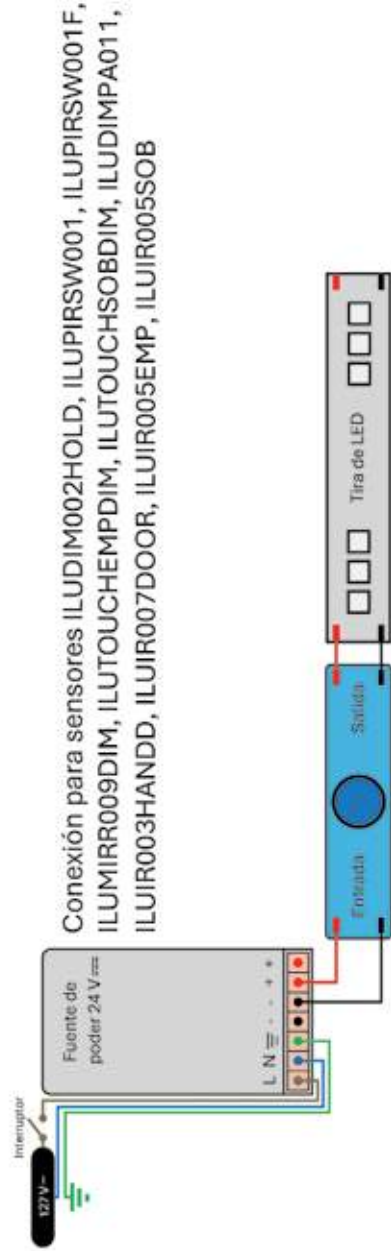 Conexión para sensores ILUDIM002HOLD, ILUPIRSW001, ILUPIRSW001F,
ILUMIRR009DIM, ILUTOUCHEMPDIM, ILUTOUCHSOBDIM, ILUDIMPA011,
ILUIR003HANDD, ILUIR007DOOR, ILUIR005EMP, ILUIR005SOB
Interruptor
127 V~
Fuente de
poder 24 V ⎓
L N ⏚ - - + +
Entrada
Salida
Tira de LED